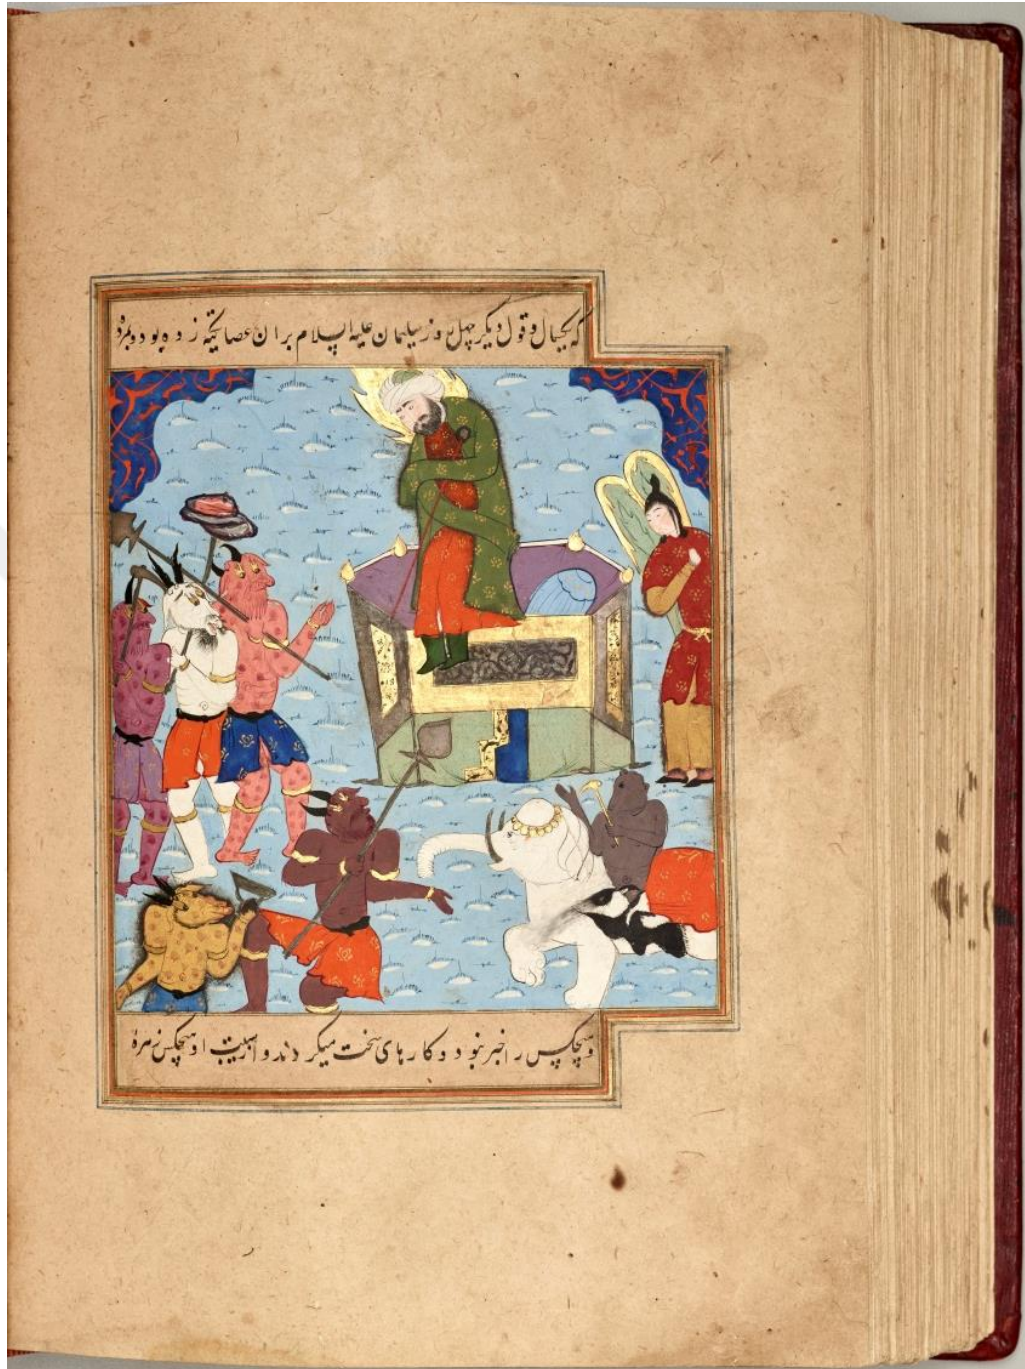 که یکسال و قول دیگر چهل روز سلیمان علیه السلام بران عصا تکیه زده بود و بمرده
و هیچکس را خبر نبود و کارهای سخت میکردند و از هیبت او هیچکس زهره